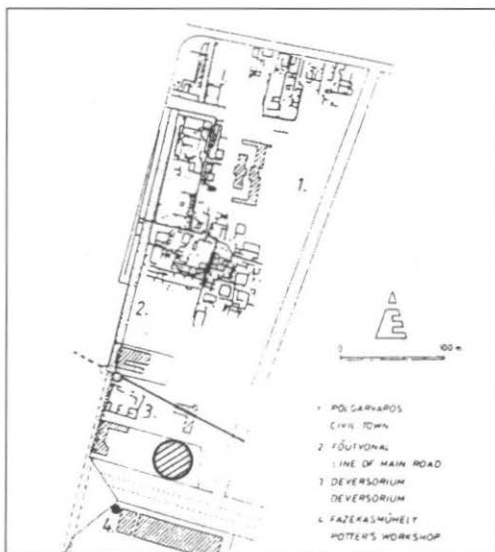 1.
2.
3.
4.
0 100 m
1 POLGÁRVÁROS
CIVIL TOWN
2 FŐÚTVONAL
LINE OF MAIN ROAD
3 DEVERSORIUM
DEVERSORIUM
4 FAZEKASMŰHELY
POTTER'S WORKSHOP